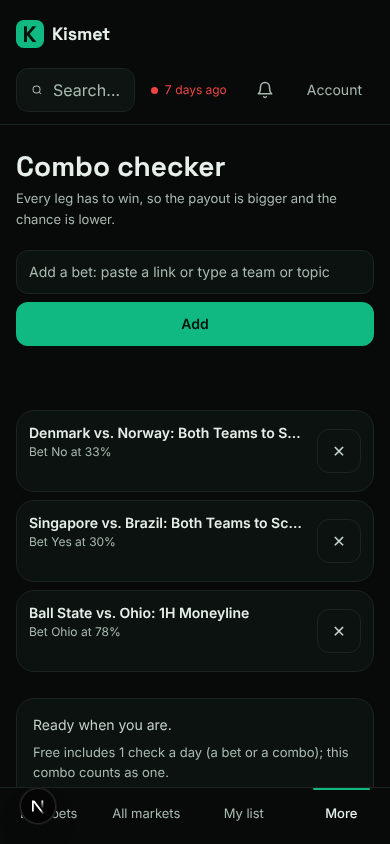 Kismet
Search...
7 days ago
Account
Combo checker
Every leg has to win, so the payout is bigger and the
chance is lower.
Add a bet: paste a link or type a team or topic
Add
Denmark vs. Norway: Both Teams to S...
Bet No at 33%
Singapore vs. Brazil: Both Teams to Sc...
Bet Yes at 30%
Ball State vs. Ohio: 1H Moneyline
Bet Ohio at 78%
Ready when you are.
Free includes 1 check a day (a bet or a combo); this
combo counts as one.
bets
All markets
My list
More